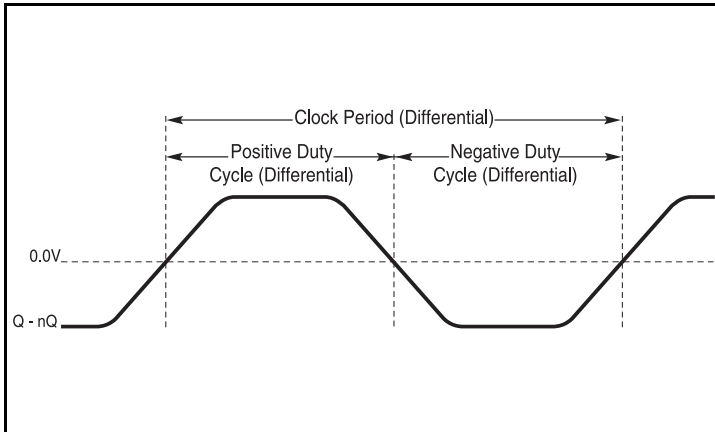 Clock Period (Differential)
Positive Duty
Cycle (Differential)
Negative Duty
Cycle (Differential)
0.0V
Q - nQ